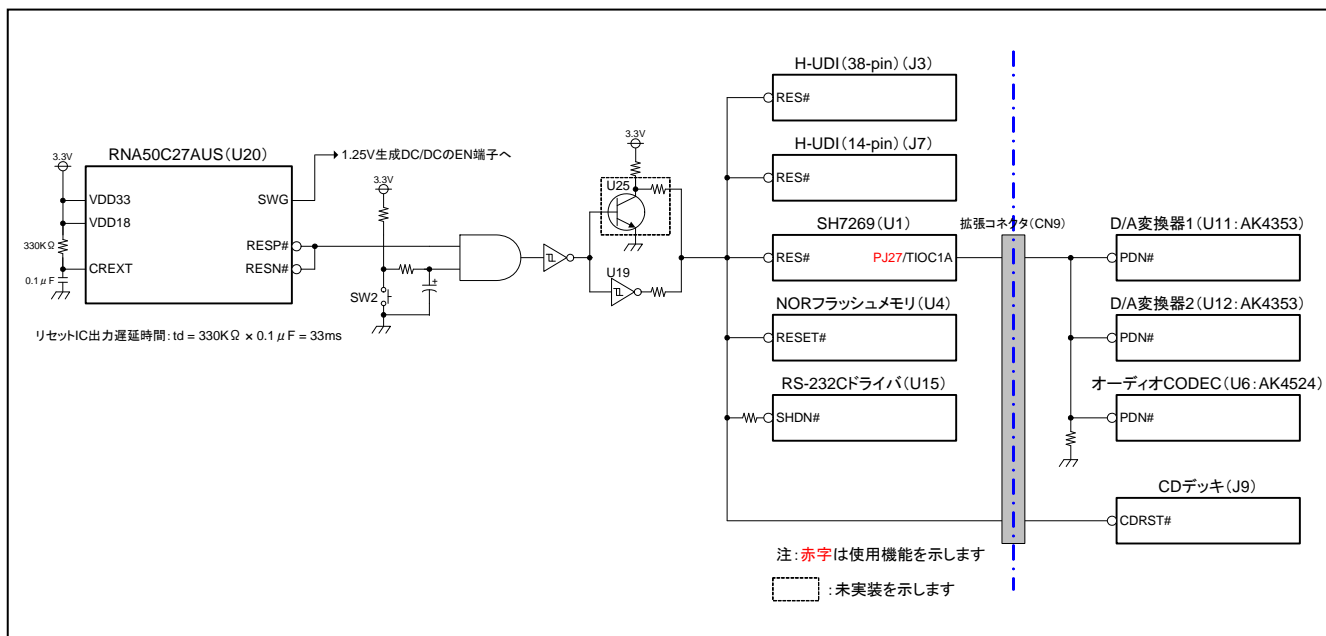 H-UDI(38-pin)(J3)
RES#
H-UDI(14-pin)(J7)
RES#
3.3V
RNA50C27AUS(U20)
VDD33
VDD18
330KΩ
CREXT
0.1μF
SWG
RESP#
RESN#
1.25V生成DC/DCのEN端子へ
リセットIC出力遅延時間:td = 330KΩ × 0.1μF = 33ms
3.3V
SW2
3.3V
U25
U19
SH7269(U1)
RES#
PJ27/TIOC1A
NORフラッシュメモリ(U4)
RESET#
RS-232Cドライバ(U15)
SHDN#
拡張コネクタ(CN9)
D/A変換器1(U11:AK4353)
PDN#
D/A変換器2(U12:AK4353)
PDN#
オーディオCODEC(U6:AK4524)
PDN#
CDデッキ(J9)
CDRST#
注:赤字は使用機能を示します
:未実装を示します